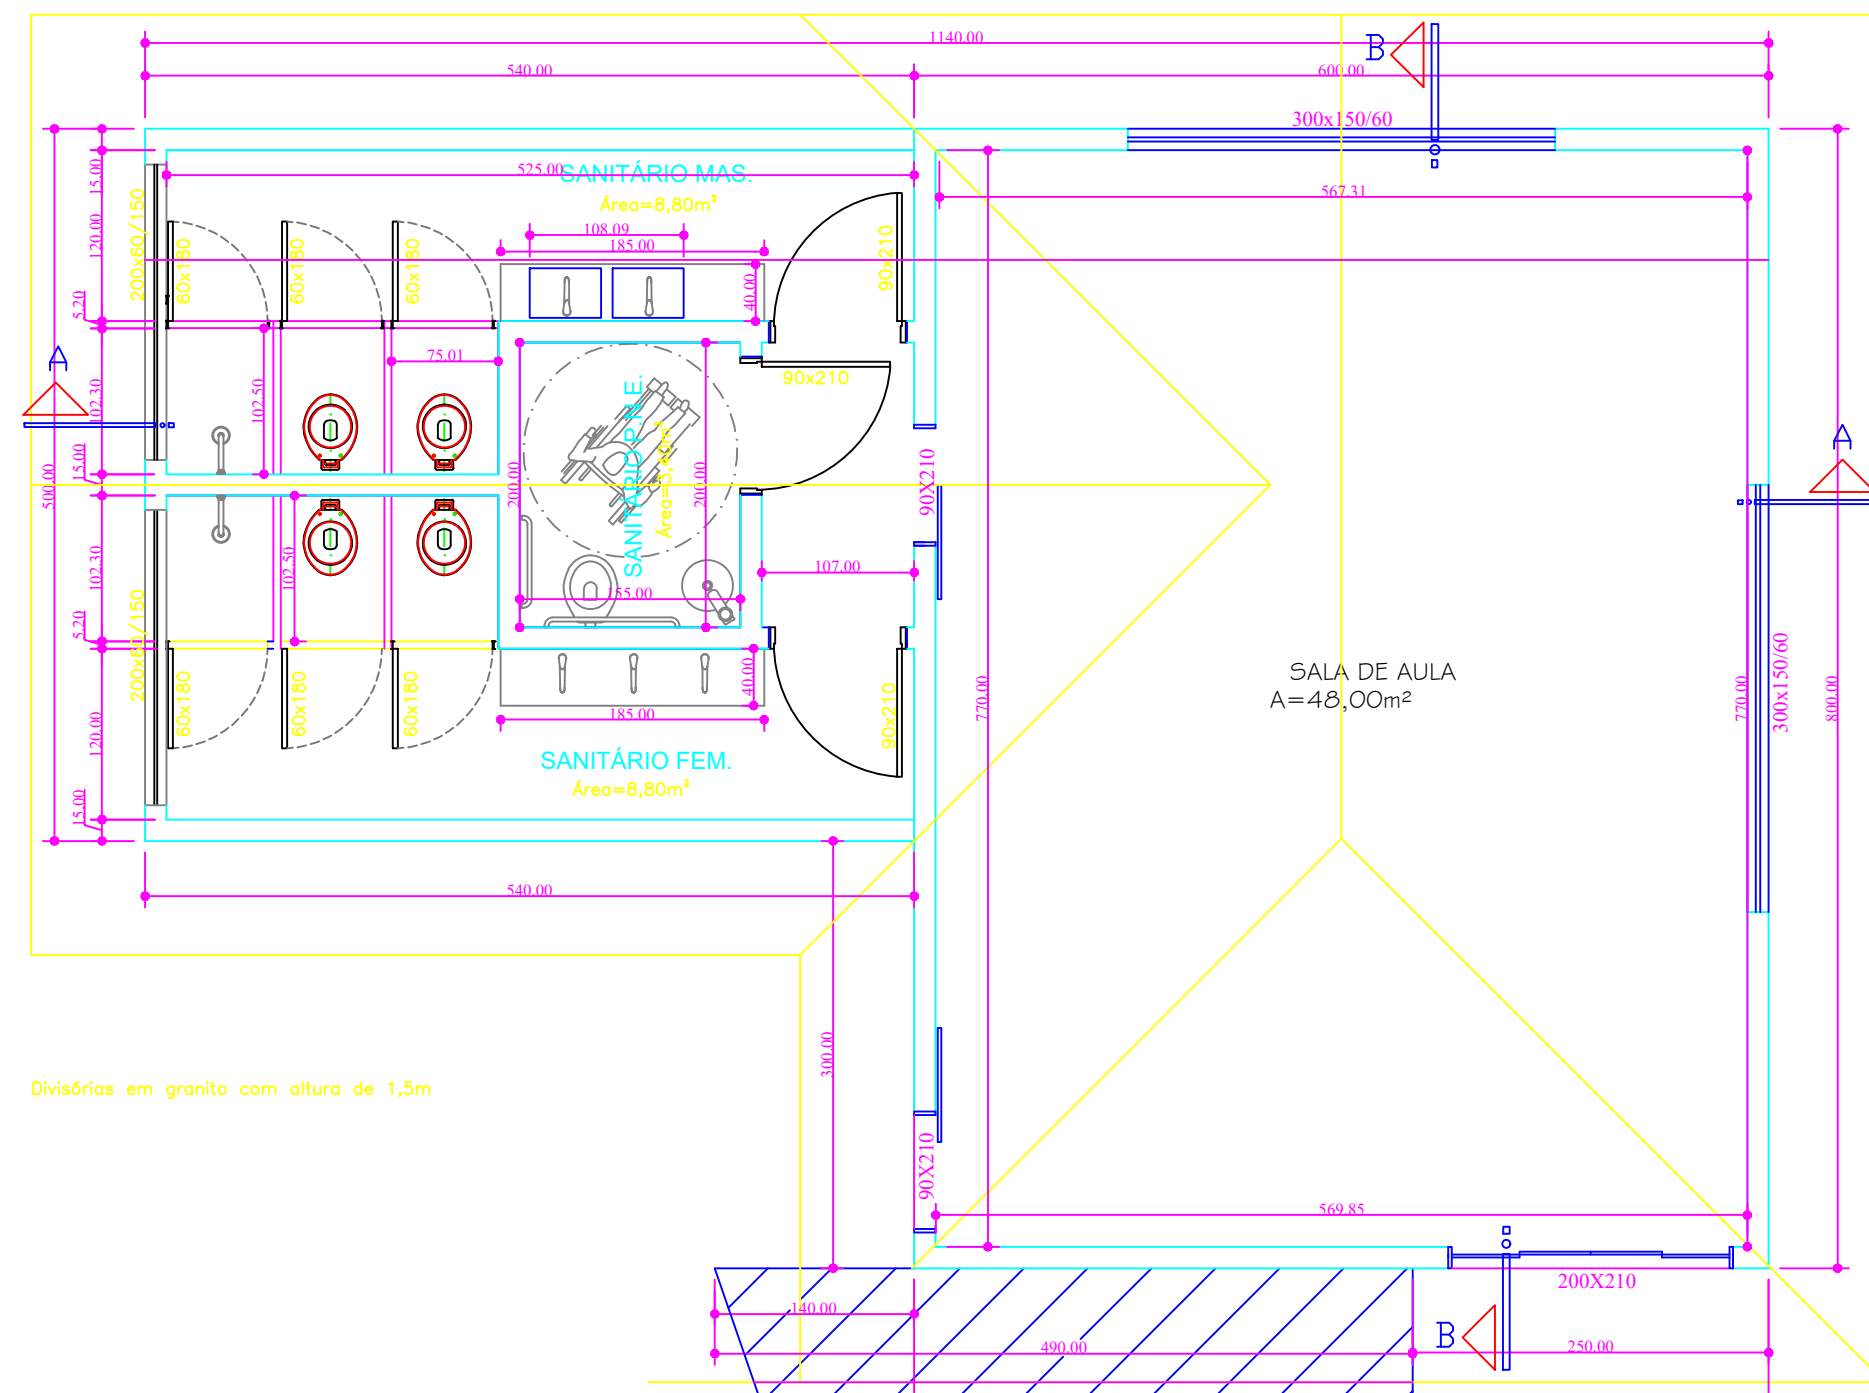 1140.00
B
540.00
600.00
300x150/60
15.00
525.00
SANITÁRIO MAS.
Área=8,80m²
567.31
200x60/150
120.00
108.09
185.00
60x180
60x180
60x180
90x210
40.00
5.20
A
75.01
90x210
102.30
102.50
SANITÁRIO P.N.E.
A
15.00
500.00
200.00
200.00
90X210
102.30
102.50
107.00
155.00
5.20
200x60/150
SALA DE AULA
A=48,00m²
300x150/60
60x180
60x180
60x180
40.00
90x210
770.00
770.00
800.00
185.00
120.00
SANITÁRIO FEM.
Área=8,80m²
15.00
540.00
300.00
Divisórias em granito com altura de 1,5m
90X210
569.85
200X210
140.00
B
490.00
250.00